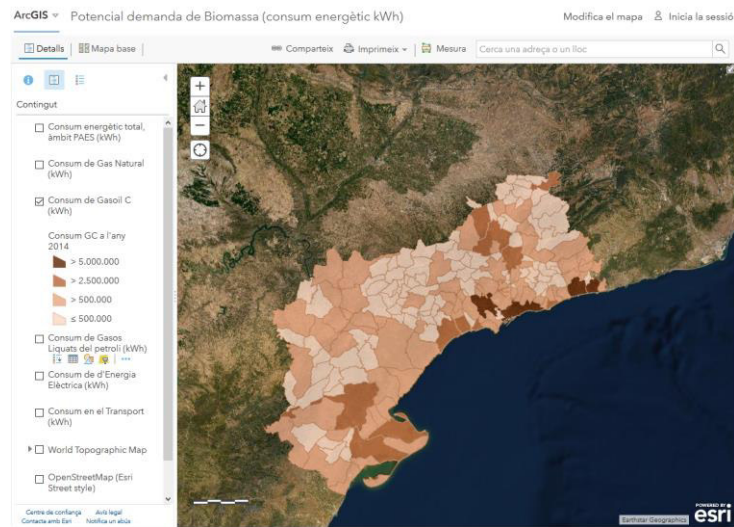 ArcGIS
Potencial demanda de Biomassa (consum energètic kWh)
Modifica el mapa
Inicia la sessió
Detalls
Mapa base
Comparteix
Imprimeix
Mesura
Cerca una adreça o un lloc
Contingut
Consum energètic total,
àmbit PAES (kWh)
Consum de Gas Natural
(kWh)
Consum de Gasoil C
(kWh)
Consum GC a l'any
2014
> 5.000.000
> 2.500.000
> 500.000
≤ 500.000
Consum de Gasos
Liquats del petroli (kWh)
Consum de d'Energia
Elèctrica (kWh)
Consum en el Transport
(kWh)
World Topographic Map
OpenStreetMap (Esri
Street style)
Centre de confiança
Avís legal
Contacta amb Esri
Notifica un abús
Earthstar Geographics
POWERED BY
esri